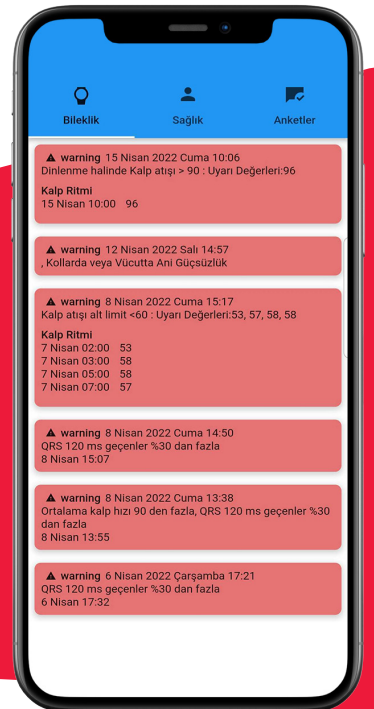 Bileklik Sağlık Anketler
warning 15 Nisan 2022 Cuma 10:06
Dinlenme halinde Kalp atışı > 90 : Uyarı Değerleri:96
Kalp Ritmi
15 Nisan 10:00 96
warning 12 Nisan 2022 Salı 14:57
, Kollarda veya Vücutta Ani Güçsüzlük
warning 8 Nisan 2022 Cuma 15:17
Kalp atışı alt limit <60 : Uyarı Değerleri:53, 57, 58, 58
Kalp Ritmi
7 Nisan 02:00 53
7 Nisan 03:00 58
7 Nisan 05:00 58
7 Nisan 07:00 57
warning 8 Nisan 2022 Cuma 14:50
QRS 120 ms geçenler %30 dan fazla
8 Nisan 15:07
warning 8 Nisan 2022 Cuma 13:38
Ortalama kalp hızı 90 den fazla, QRS 120 ms geçenler %30
dan fazla
8 Nisan 13:55
warning 6 Nisan 2022 Çarşamba 17:21
QRS 120 ms geçenler %30 dan fazla
6 Nisan 17:32